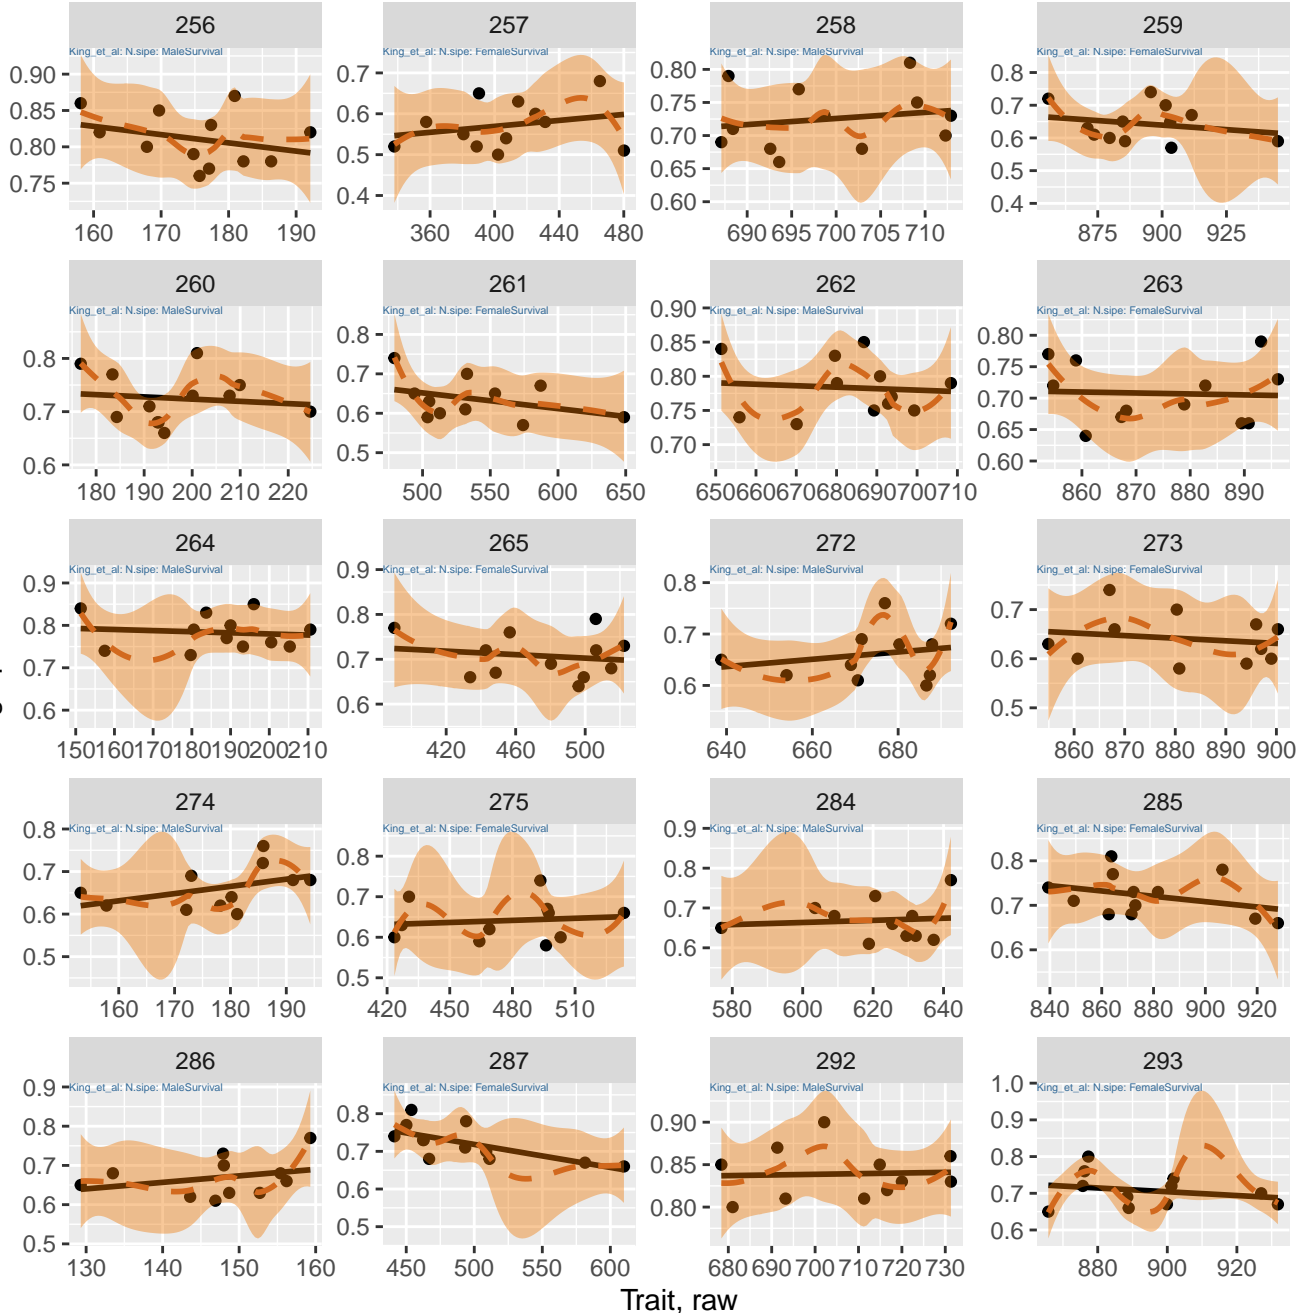 256 257 258 259
King_et_al: N.sipe: MaleSurvival King_et_al: N.sipe: FemaleSurvival King_et_al: N.sipe: MaleSurvival King_et_al: N.sipe: FemaleSurvival
0.90 0.85 0.80 0.75
0.7 0.6 0.5 0.4
0.80 0.75 0.70 0.65 0.60
0.8 0.7 0.6 0.5 0.4
160 170 180 190 360 400 440 480 690 695 700 705 710 875 900 925
260 261 262 263
King_et_al: N.sipe: MaleSurvival King_et_al: N.sipe: FemaleSurvival King_et_al: N.sipe: MaleSurvival King_et_al: N.sipe: FemaleSurvival
0.8 0.7 0.6
0.8 0.7 0.6 0.5
0.90 0.85 0.80 0.75 0.70
0.80 0.75 0.70 0.65 0.60
180 190 200 210 220 500 550 600 650 650 660 670 680 690 700 710 860 870 880 890
264 265 272 273
King_et_al: N.sipe: MaleSurvival King_et_al: N.sipe: FemaleSurvival King_et_al: N.sipe: MaleSurvival King_et_al: N.sipe: FemaleSurvival
0.9 0.8 0.7 0.6
0.9 0.8 0.7 0.6
0.8 0.7 0.6
0.7 0.6 0.5
150 160 170 180 190 200 210 420 460 500 640 660 680 860 870 880 890 900
274 275 284 285
King_et_al: N.sipe: MaleSurvival King_et_al: N.sipe: FemaleSurvival King_et_al: N.sipe: MaleSurvival King_et_al: N.sipe: FemaleSurvival
0.8 0.7 0.6 0.5
0.8 0.7 0.6 0.5
0.9 0.8 0.7 0.6
0.8 0.7 0.6
160 170 180 190 420 450 480 510 580 600 620 640 840 860 880 900 920
286 287 292 293
King_et_al: N.sipe: MaleSurvival King_et_al: N.sipe: FemaleSurvival King_et_al: N.sipe: MaleSurvival King_et_al: N.sipe: FemaleSurvival
0.9 0.8 0.7 0.6 0.5
0.8 0.7 0.6 0.5
0.90 0.85 0.80
1.0 0.9 0.8 0.7 0.6
130 140 150 160 450 500 550 600 680 690 700 710 720 730 880 900 920
Trait, raw